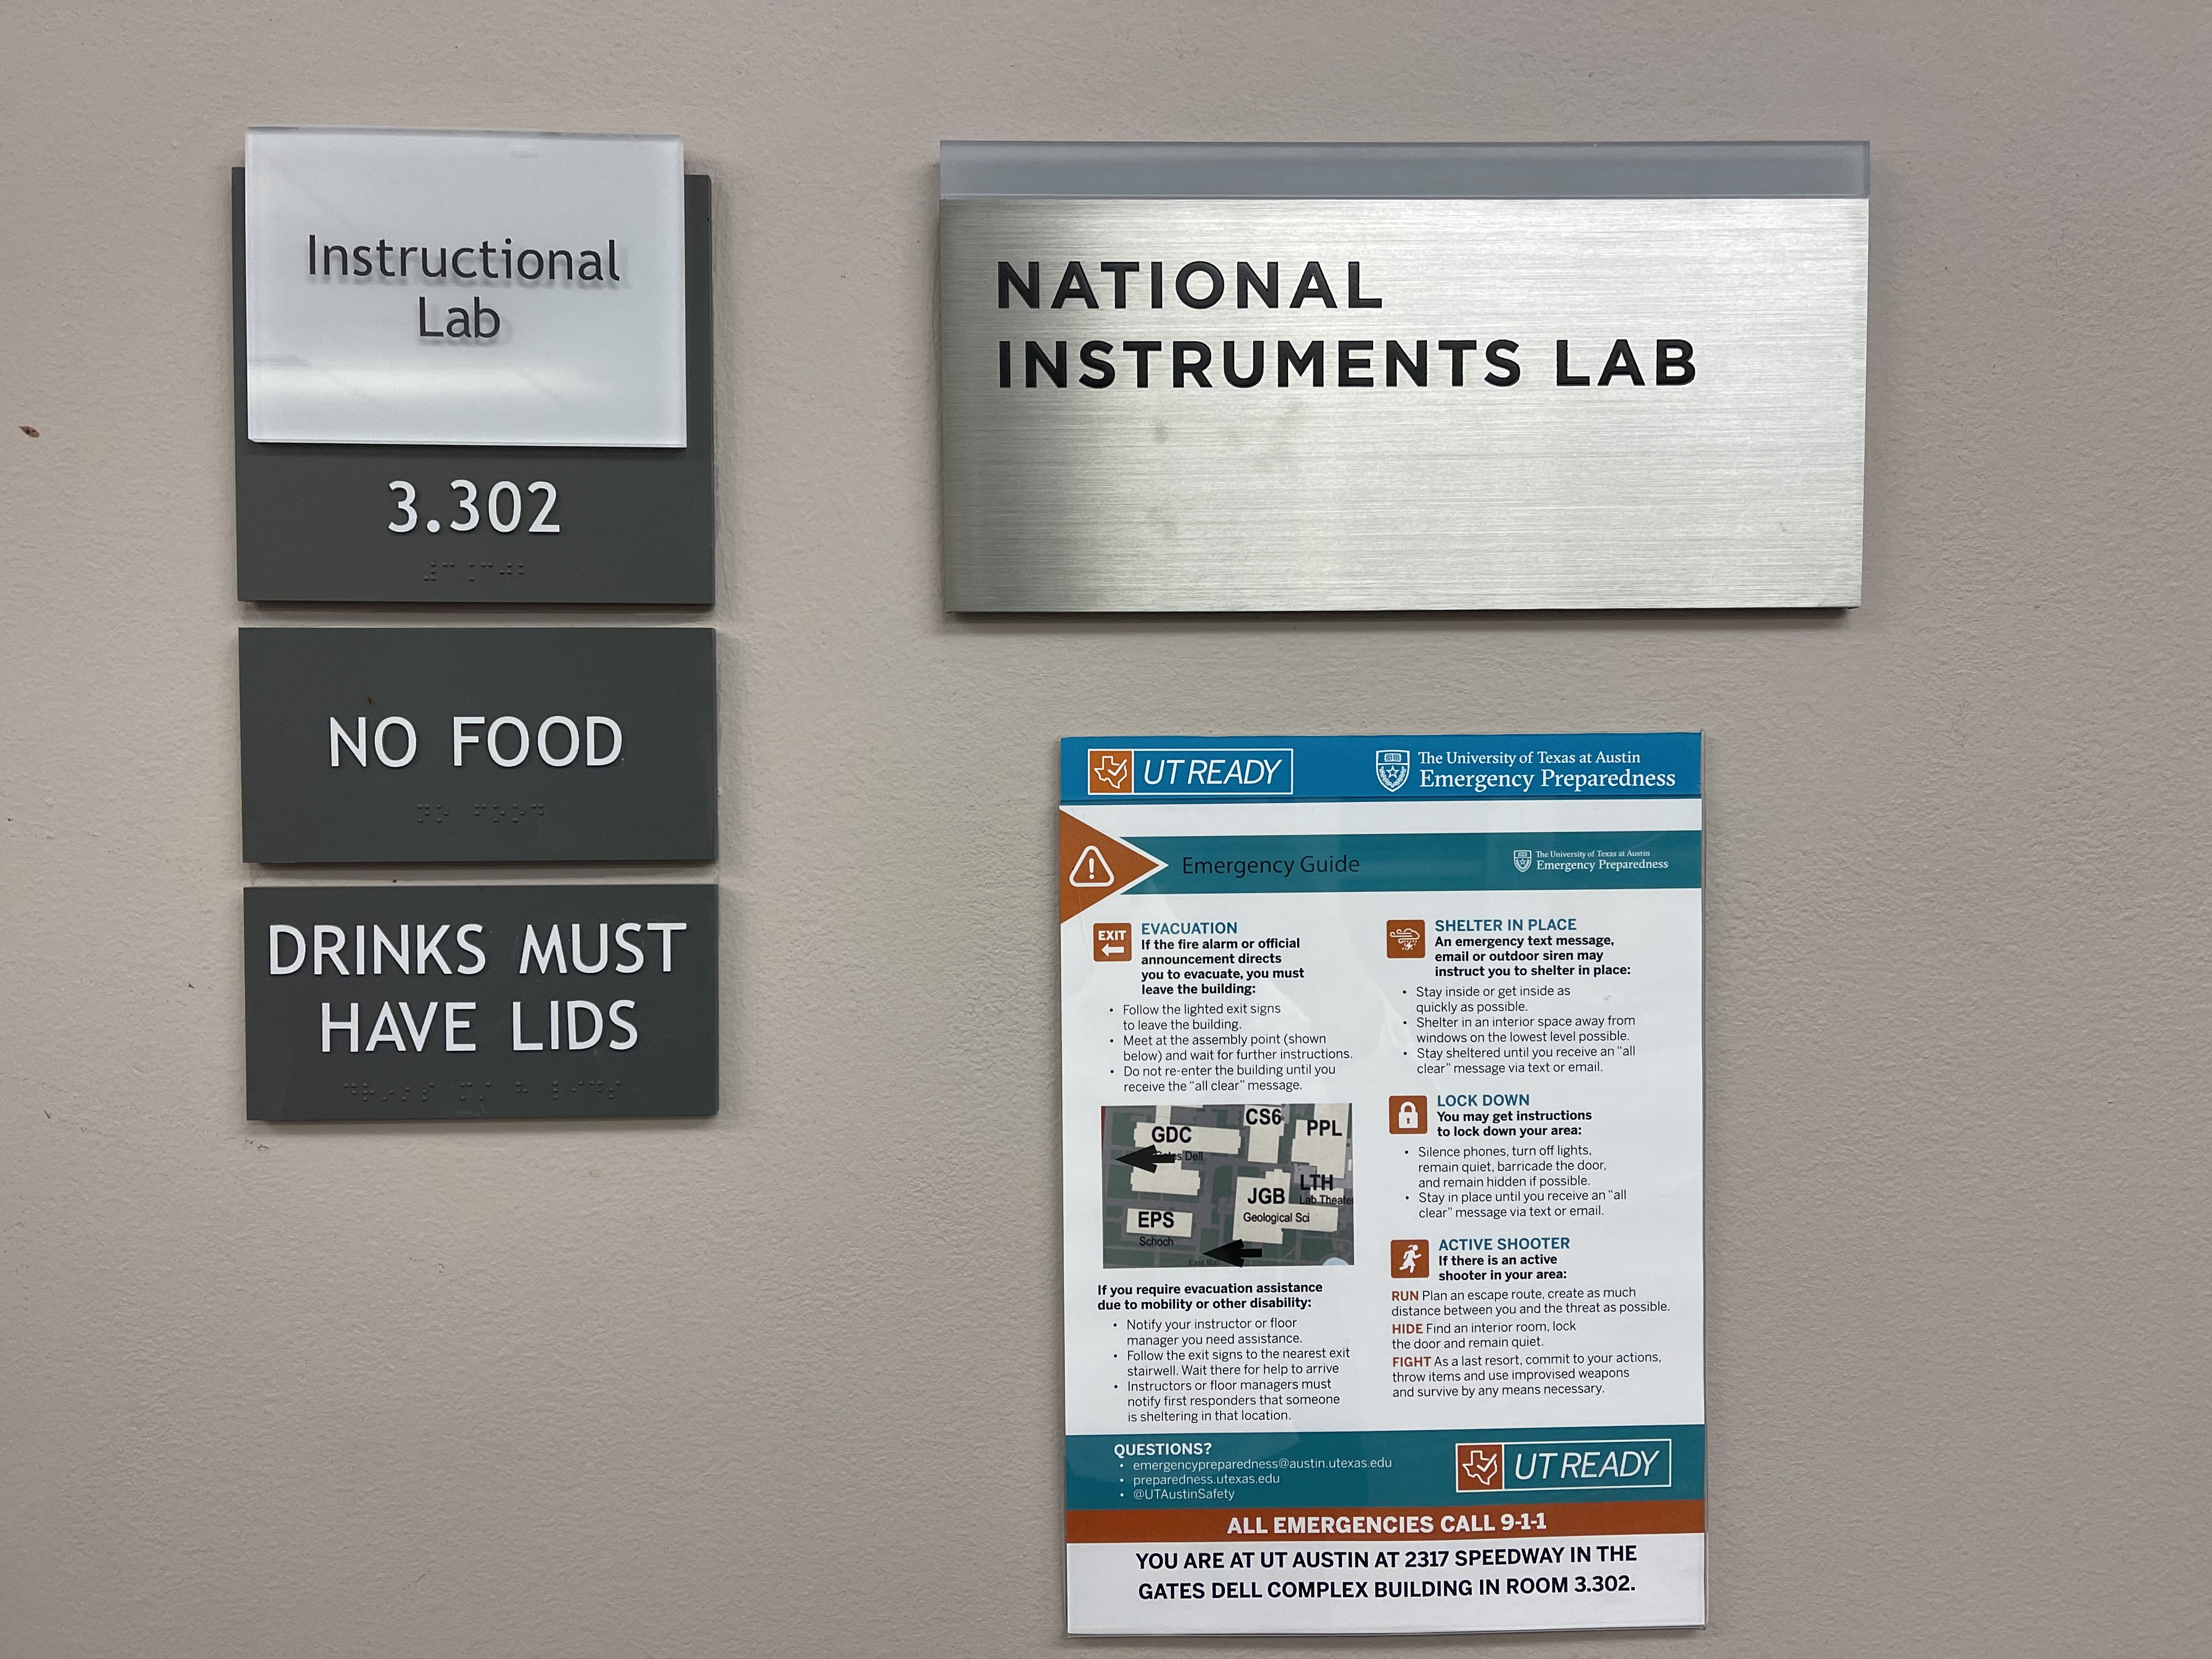 Instructional
Lab
3.302
NO FOOD
DRINKS MUST
HAVE LIDS
NATIONAL
INSTRUMENTS LAB
UT READY
The University of Texas at Austin
Emergency Preparedness
Emergency Guide
The University of Texas at Austin
Emergency Preparedness
EXIT
EVACUATION
If the fire alarm or official
announcement directs
you to evacuate, you must
leave the building:
• Follow the lighted exit signs
to leave the building.
• Meet at the assembly point (shown
below) and wait for further instructions.
• Do not re-enter the building until you
receive the "all clear" message.
GDC
CS6
PPL
Dell
LTH
Lab Theater
JGB
Geological Sci
EPS
Schoch
If you require evacuation assistance
due to mobility or other disability:
• Notify your instructor or floor
manager you need assistance.
• Follow the exit signs to the nearest exit
stairwell. Wait there for help to arrive
• Instructors or floor managers must
notify first responders that someone
is sheltering in that location.
SHELTER IN PLACE
An emergency text message,
email or outdoor siren may
instruct you to shelter in place:
• Stay inside or get inside as
quickly as possible.
• Shelter in an interior space away from
windows on the lowest level possible.
• Stay sheltered until you receive an "all
clear" message via text or email.
LOCK DOWN
You may get instructions
to lock down your area:
• Silence phones, turn off lights,
remain quiet, barricade the door,
and remain hidden if possible.
• Stay in place until you receive an "all
clear" message via text or email.
ACTIVE SHOOTER
If there is an active
shooter in your area:
RUN Plan an escape route, create as much
distance between you and the threat as possible.
HIDE Find an interior room, lock
the door and remain quiet.
FIGHT As a last resort, commit to your actions,
throw items and use improvised weapons
and survive by any means necessary.
QUESTIONS?
• emergencypreparedness@austin.utexas.edu
• preparedness.utexas.edu
• @UTAustinSafety
UT READY
ALL EMERGENCIES CALL 9-1-1
YOU ARE AT UT AUSTIN AT 2317 SPEEDWAY IN THE
GATES DELL COMPLEX BUILDING IN ROOM 3.302.